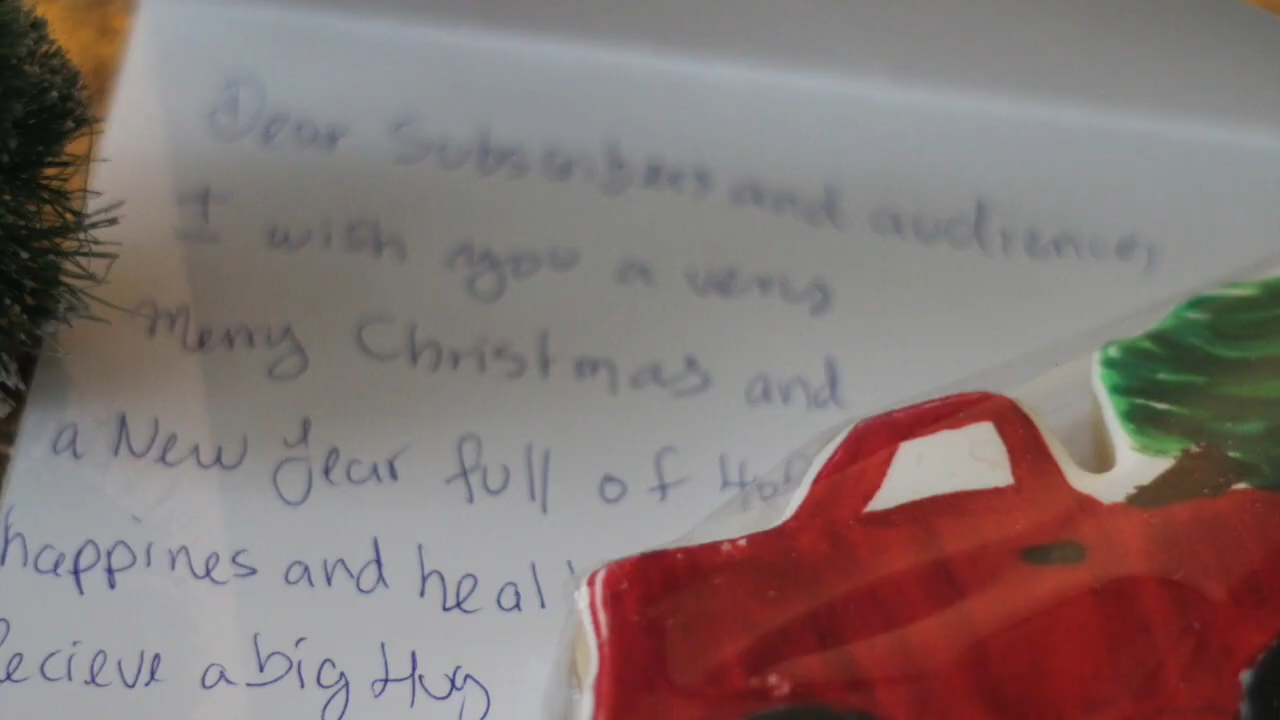 Dear Subscribers and audience,
I wish you a very
Merry Christmas and
a New Year full of
happines and
Recieve a big Hug